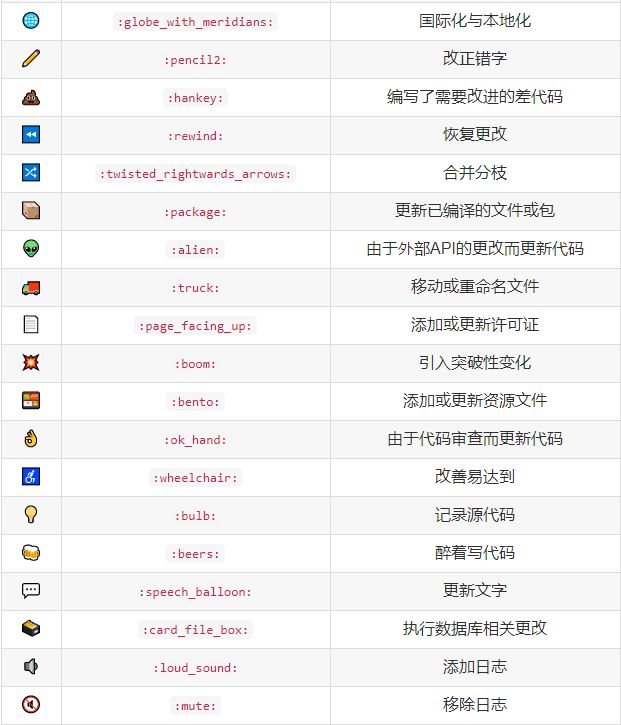 :globe_with_meridians: 国际化与本地化
:pencil2: 改正错字
:hankey: 编写了需要改进的差代码
:rewind: 恢复更改
:twisted_rightwards_arrows: 合并分枝
:package: 更新已编译的文件或包
:alien: 由于外部API的更改而更新代码
:truck: 移动或重命名文件
:page_facing_up: 添加或更新许可证
:boom: 引入突破性变化
:bento: 添加或更新资源文件
:ok_hand: 由于代码审查而更新代码
:wheelchair: 改善易达到
:bulb: 记录源代码
:beers: 醉着写代码
:speech_balloon: 更新文字
:card_file_box: 执行数据库相关更改
:loud_sound: 添加日志
:mute: 移除日志